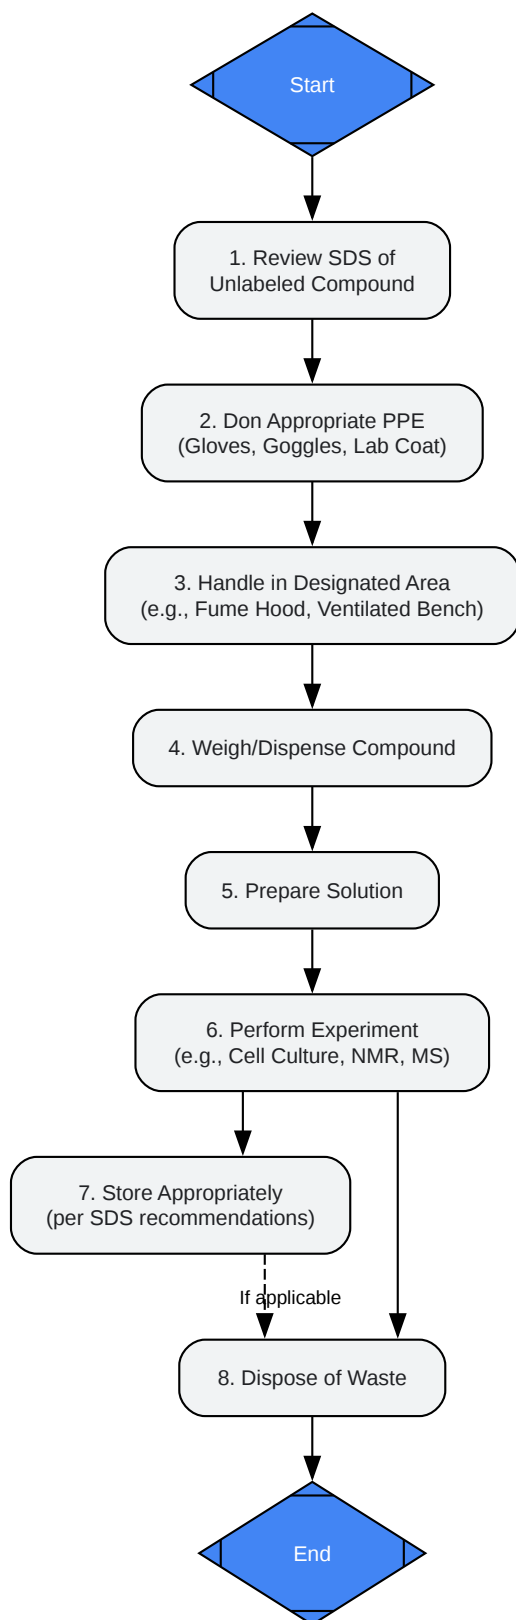 Start
1. Review SDS of
Unlabeled Compound
2. Don Appropriate PPE
(Gloves, Goggles, Lab Coat)
3. Handle in Designated Area
(e.g., Fume Hood, Ventilated Bench)
4. Weigh/Dispense Compound
5. Prepare Solution
6. Perform Experiment
(e.g., Cell Culture, NMR, MS)
7. Store Appropriately
(per SDS recommendations)
If applicable
8. Dispose of Waste
End